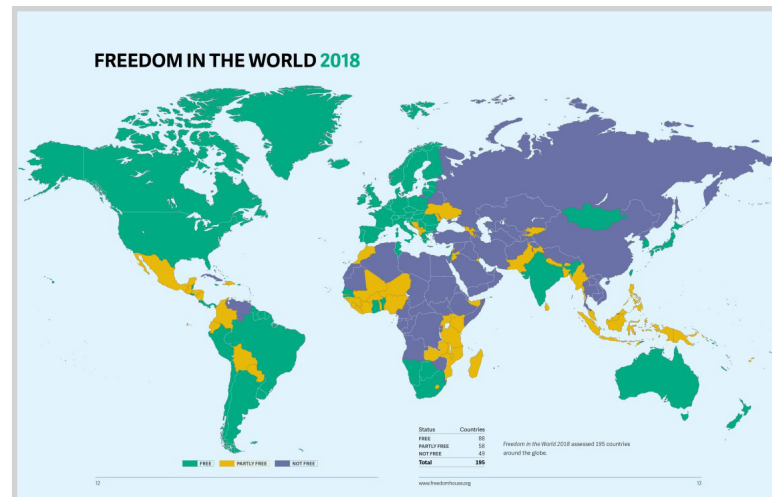 FREEDOM IN THE WORLD 2018
Status Countries
FREE 88
PARTLY FREE 58
NOT FREE 49
Total 195
Freedom in the World 2018 assessed 195 countries
around the globe.
FREE PARTLY FREE NOT FREE
12 www.freedomhouse.org 13